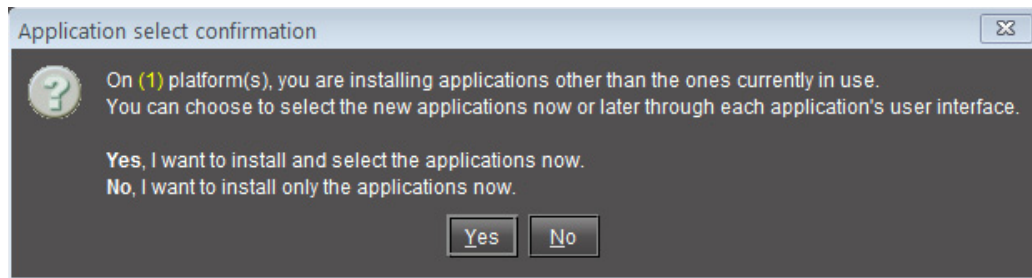 Application select confirmation
On (1) platform(s), you are installing applications other than the ones currently in use.
You can choose to select the new applications now or later through each application's user interface.
Yes, I want to install and select the applications now.
No, I want to install only the applications now.
Yes No